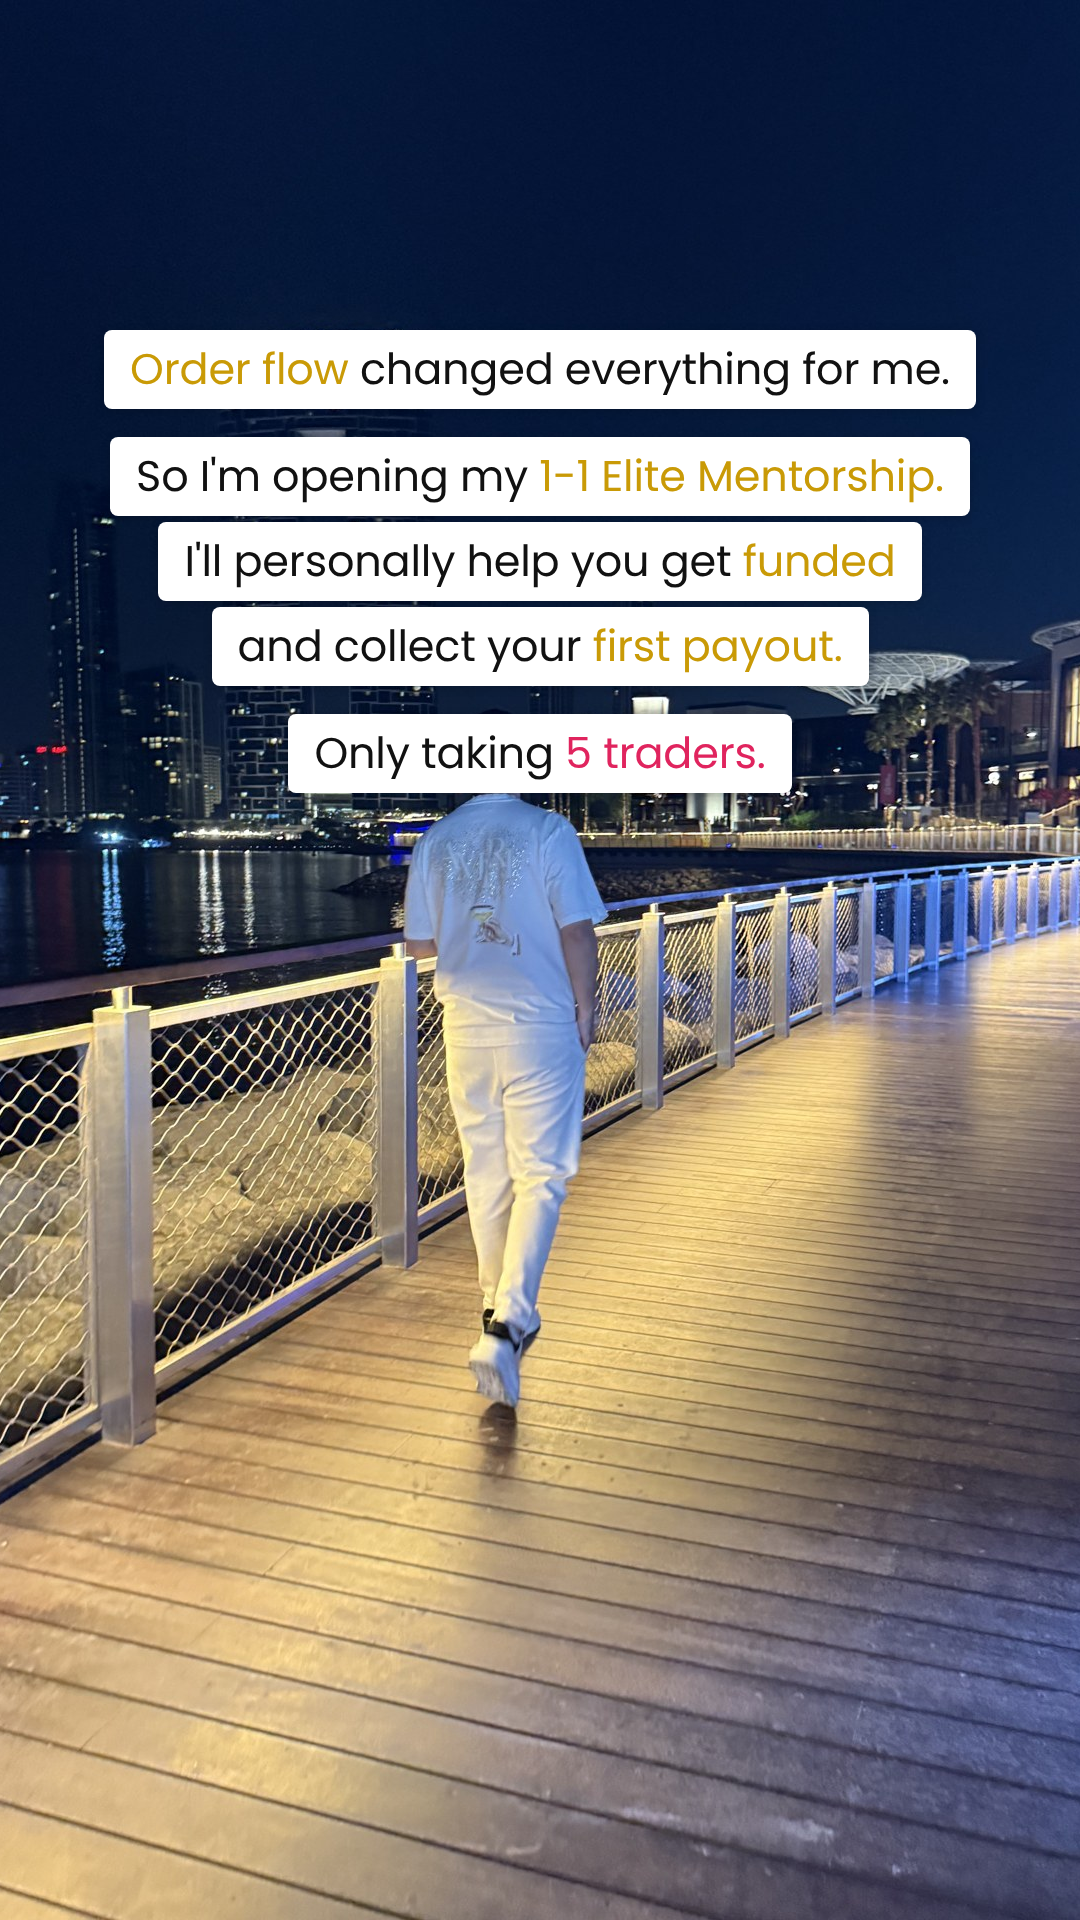 Order flow changed everything for me.
So I'm opening my 1-1 Elite Mentorship.
I'll personally help you get funded
and collect your first payout.
Only taking 5 traders.